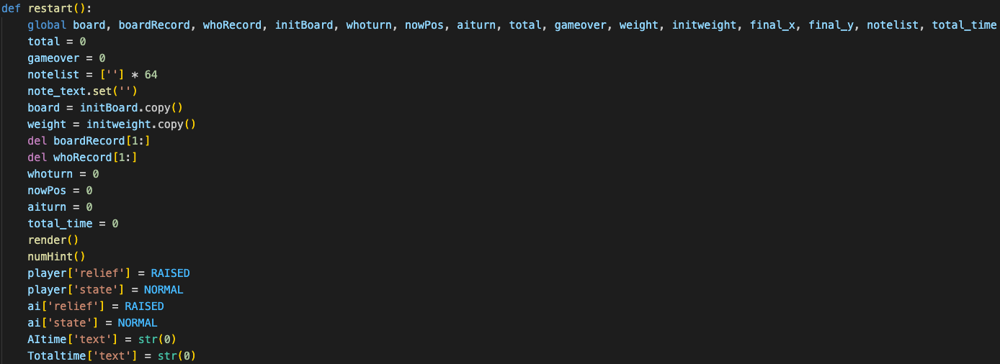 def restart():
    global board, boardRecord, whoRecord, initBoard, whoturn, nowPos, aiturn, total, gameover, weight, initweight, final_x, final_y, notelist, total_time
    total = 0
    gameover = 0
    notelist = [''] * 64
    note_text.set('')
    board = initBoard.copy()
    weight = initweight.copy()
    del boardRecord[1:]
    del whoRecord[1:]
    whoturn = 0
    nowPos = 0
    aiturn = 0
    total_time = 0
    render()
    numHint()
    player['relief'] = RAISED
    player['state'] = NORMAL
    ai['relief'] = RAISED
    ai['state'] = NORMAL
    AItime['text'] = str(0)
    Totaltime['text'] = str(0)